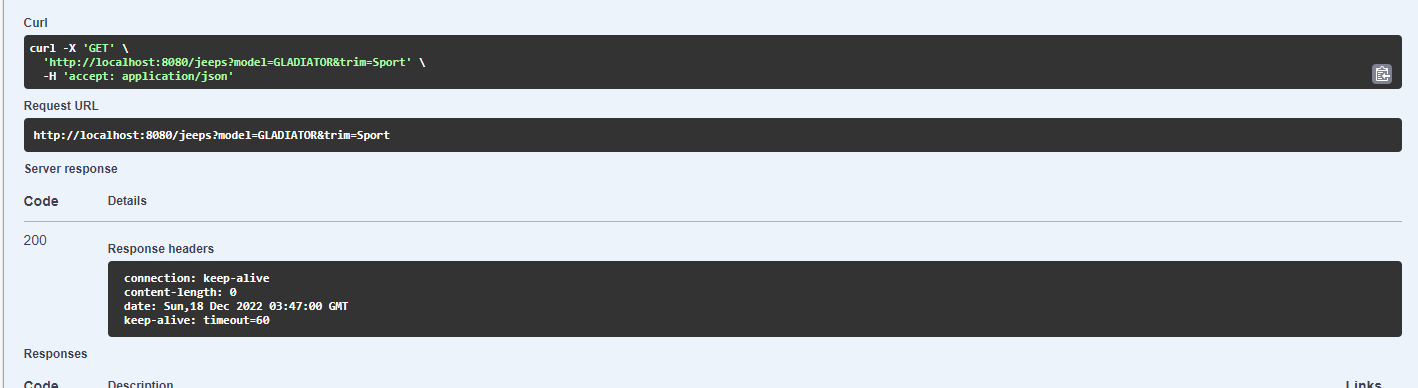 Curl
curl -X 'GET' \
'http://localhost:8080/jeeps?model=GLADIATOR&trim=Sport' \
-H 'accept: application/json'
Request URL
http://localhost:8080/jeeps?model=GLADIATOR&trim=Sport
Server response
Code Details
200
Response headers
connection: keep-alive
content-length: 0
date: Sun,18 Dec 2022 03:47:00 GMT
keep-alive: timeout=60
Responses
Code Description Links